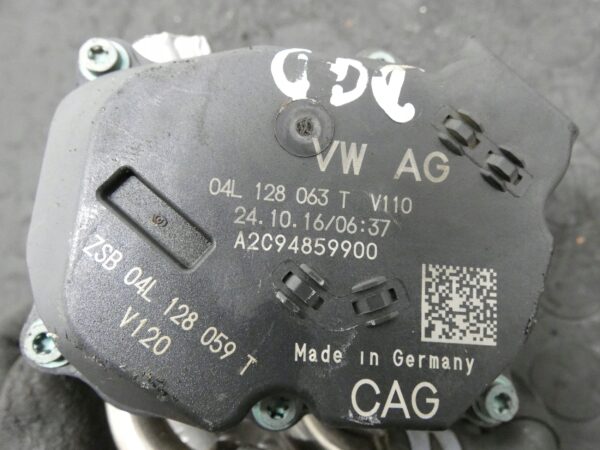 VW AG
04L 128 063 T V110
24.10.16/06:37
A2C94859900
ZSB 04L 128 059 T
V120
Made in Germany
CAG